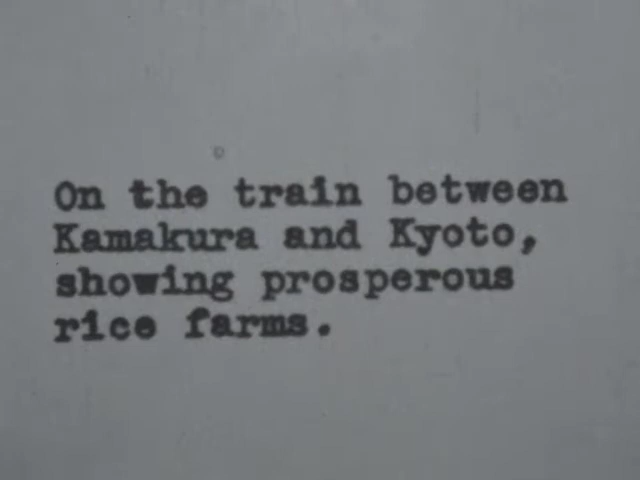 On the train between
Kamakura and Kyoto,
showing prosperous
rice farms.